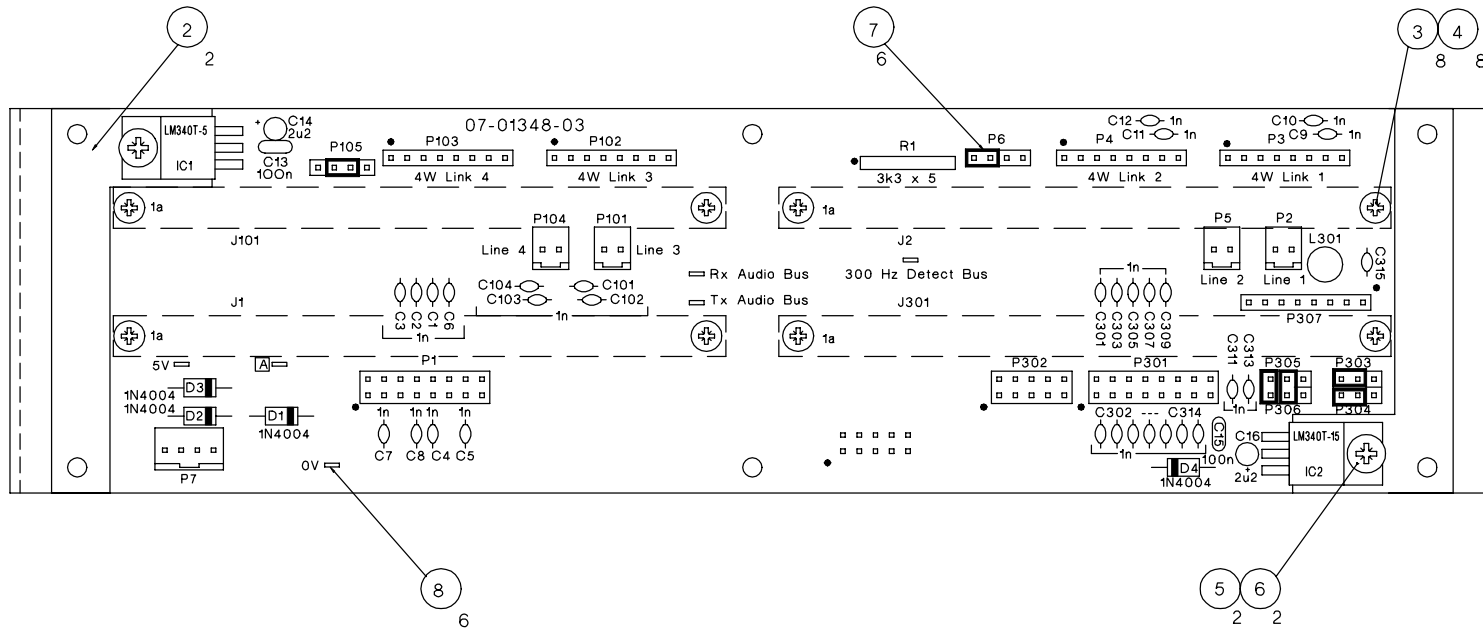 2
2
7
6
3
4
8
8
LM340T-5
IC1
+
C14
2u2
C13
100n
07-01348-03
P105
P103
4W Link 4
P102
4W Link 3
R1
3k3 x 5
P6
C12 1n
C11 1n
P4
4W Link 2
C10 1n
C9 1n
P3
4W Link 1
1a
J101
1a
J2
P104
Line 4
P101
Line 3
Rx Audio Bus
300 Hz Detect Bus
Tx Audio Bus
P5
Line 2
P2
Line 1
L301
C315
C104
C103
C101
C102
1n
C3
C2
C1
C6
1n
1n
C301
C303
C305
C307
C309
P307
J1
1a
J301
1a
5V
A
P1
P302
P301
C311
C313
1n
P305
P306
P303
P304
D3
1N4004
1N4004
D2
D1
1N4004
P7
1n
1n
1n
1n
C7
C8
C4
C5
0V
C302 --- C314
1n
C15
100n
C16
+
2u2
D4
1N4004
LM340T-15
IC2
8
6
5
6
2
2